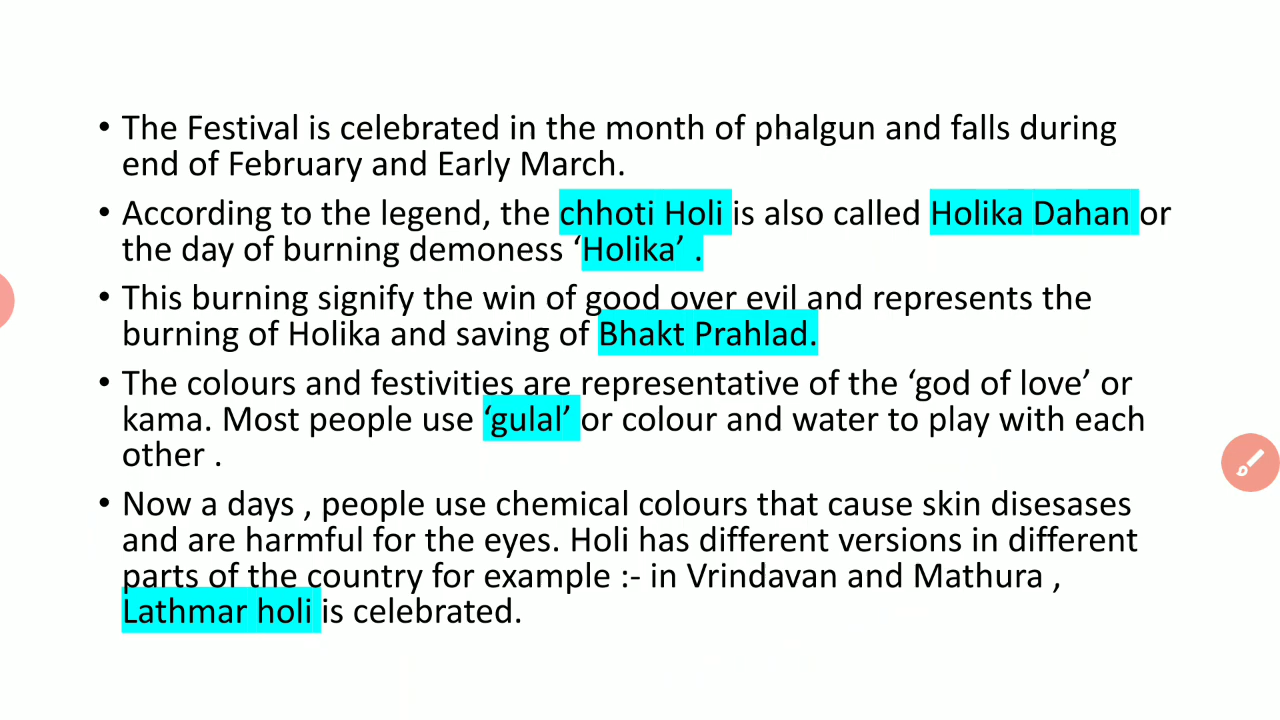 • The Festival is celebrated in the month of phalgun and falls during
end of February and Early March.
• According to the legend, the chhoti Holi is also called Holika Dahan or
the day of burning demoness ‘Holika’ .
• This burning signify the win of good over evil and represents the
burning of Holika and saving of Bhakt Prahlad.
• The colours and festivities are representative of the ‘god of love’ or
kama. Most people use ‘gulal’ or colour and water to play with each
other .
• Now a days , people use chemical colours that cause skin disesases
and are harmful for the eyes. Holi has different versions in different
parts of the country for example :- in Vrindavan and Mathura ,
Lathmar holi is celebrated.